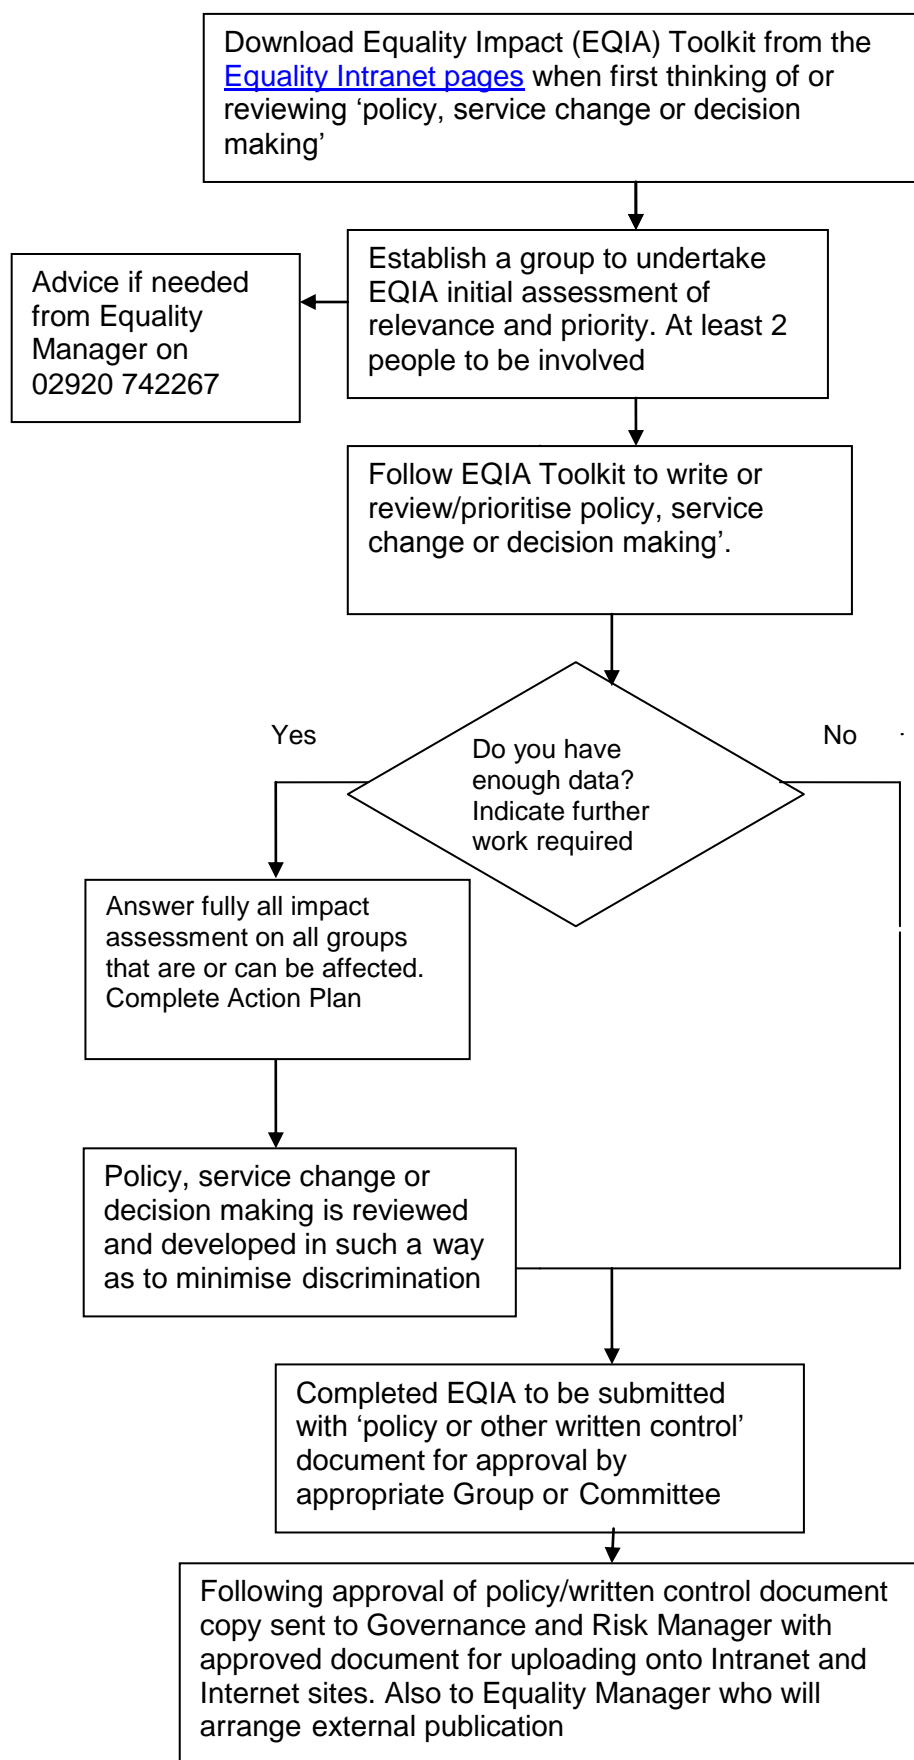 Download Equality Impact (EQIA) Toolkit from the
Equality Intranet pages when first thinking of or
reviewing ‘policy, service change or decision
making’
Establish a group to undertake
EQIA initial assessment of
relevance and priority. At least 2
people to be involved
Advice if needed
from Equality
Manager on
02920 742267
Follow EQIA Toolkit to write or
review/prioritise policy, service
change or decision making’.
Yes
No
Do you have
enough data?
Indicate further
work required
Answer fully all impact
assessment on all groups
that are or can be affected.
Complete Action Plan
Policy, service change or
decision making is reviewed
and developed in such a way
as to minimise discrimination
Completed EQIA to be submitted
with ‘policy or other written control’
document for approval by
appropriate Group or Committee
Following approval of policy/written control document
copy sent to Governance and Risk Manager with
approved document for uploading onto Intranet and
Internet sites. Also to Equality Manager who will
arrange external publication